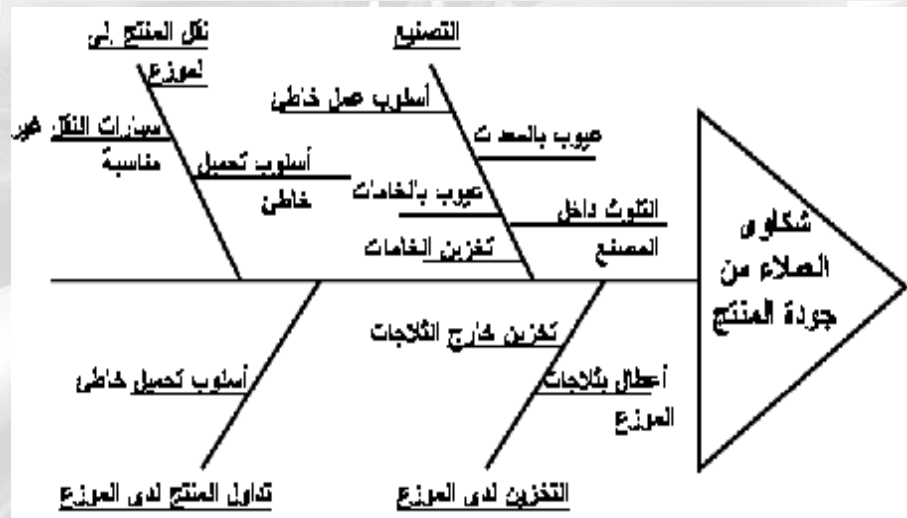 نقل المنتج إلى
لموزع
التصنيع
أسلوب عمل خاطئ
سيارات النقل غير
مناسبة
عيوب بالمعدت
أسلوب تحميل
خاطئ
عيوب بالخامات
التلوث داخل
المصنع
تخزين الخامات
شكاوى
العملاء من
جودة المنتج
تخزين خارج الثلاجات
أسلوب تحميل خاطئ
أعطال بثلاجات
الموزع
تداول المنتج لدى الموزع
التخزين لدى الموزع